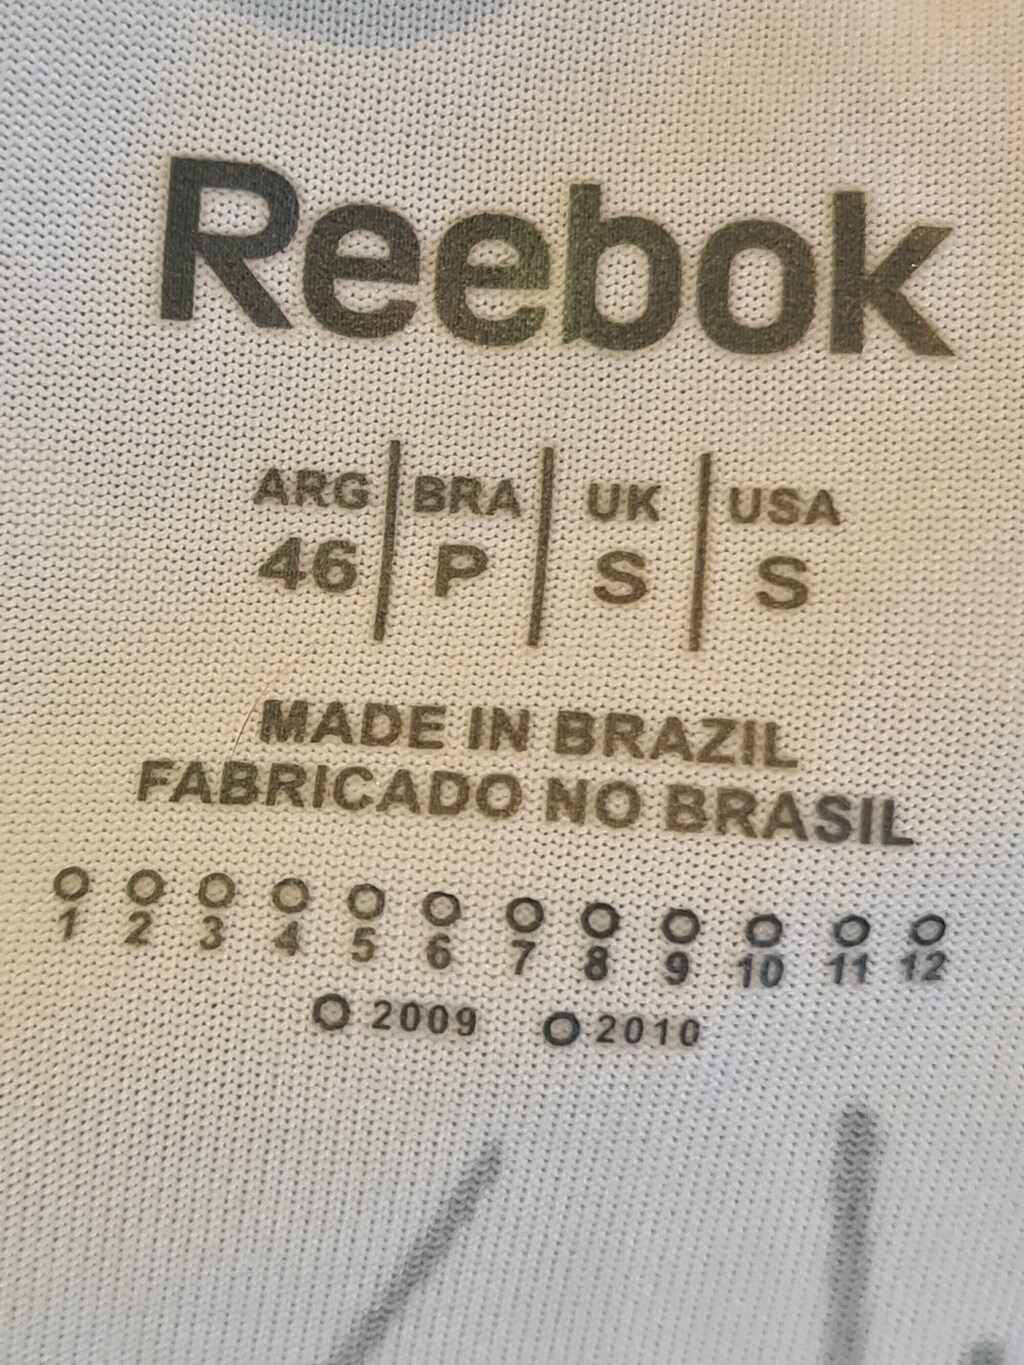 Reebok
ARG BRA UK USA
46 P S S
MADE IN BRAZIL
FABRICADO NO BRASIL
1 2 3 4 5 6 7 8 9 10 11 12
2009 2010